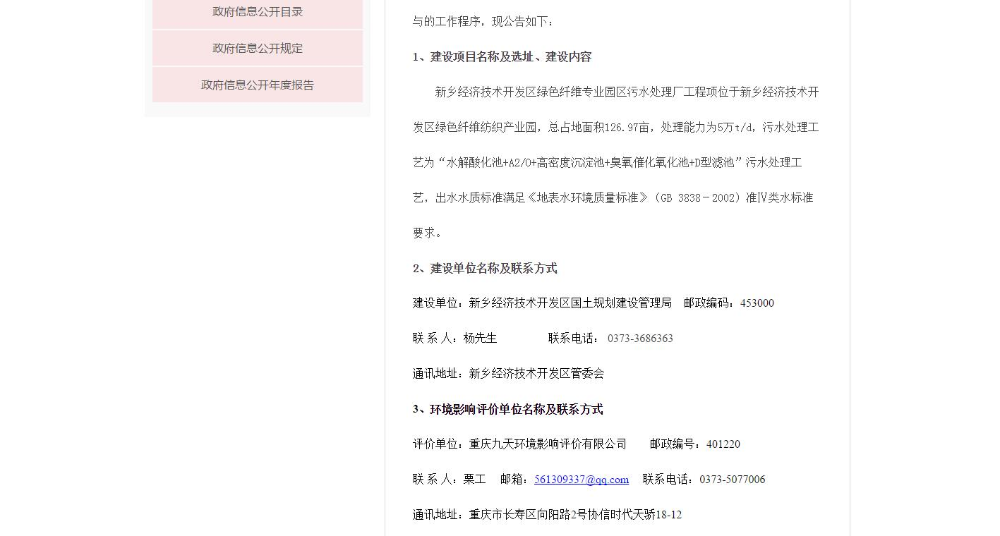 政府信息公开目录
政府信息公开规定
政府信息公开年度报告
与的工作程序，现公告如下：
1、建设项目名称及选址、建设内容
新乡经济技术开发区绿色纤维专业园区污水处理厂工程项位于新乡经济技术开
发区绿色纤维纺织产业园，总占地面积126.97亩，处理能力为5万t/d，污水处理工
艺为“水解酸化池+A2/O+高密度沉淀池+臭氧催化氧化池+D型滤池”污水处理工
艺，出水水质标准满足《地表水环境质量标准》（GB 3838－2002）准Ⅳ类水标准
要求。
2、建设单位名称及联系方式
建设单位：新乡经济技术开发区国土规划建设管理局 邮政编码：453000
联 系 人：杨先生 联系电话： 0373-3686363
通讯地址：新乡经济技术开发区管委会
3、环境影响评价单位名称及联系方式
评价单位：重庆九天环境影响评价有限公司 邮政编号：401220
联 系 人：栗工 邮箱：561309337@qq.com 联系电话：0373-5077006
通讯地址：重庆市长寿区向阳路2号协信时代天骄18-12